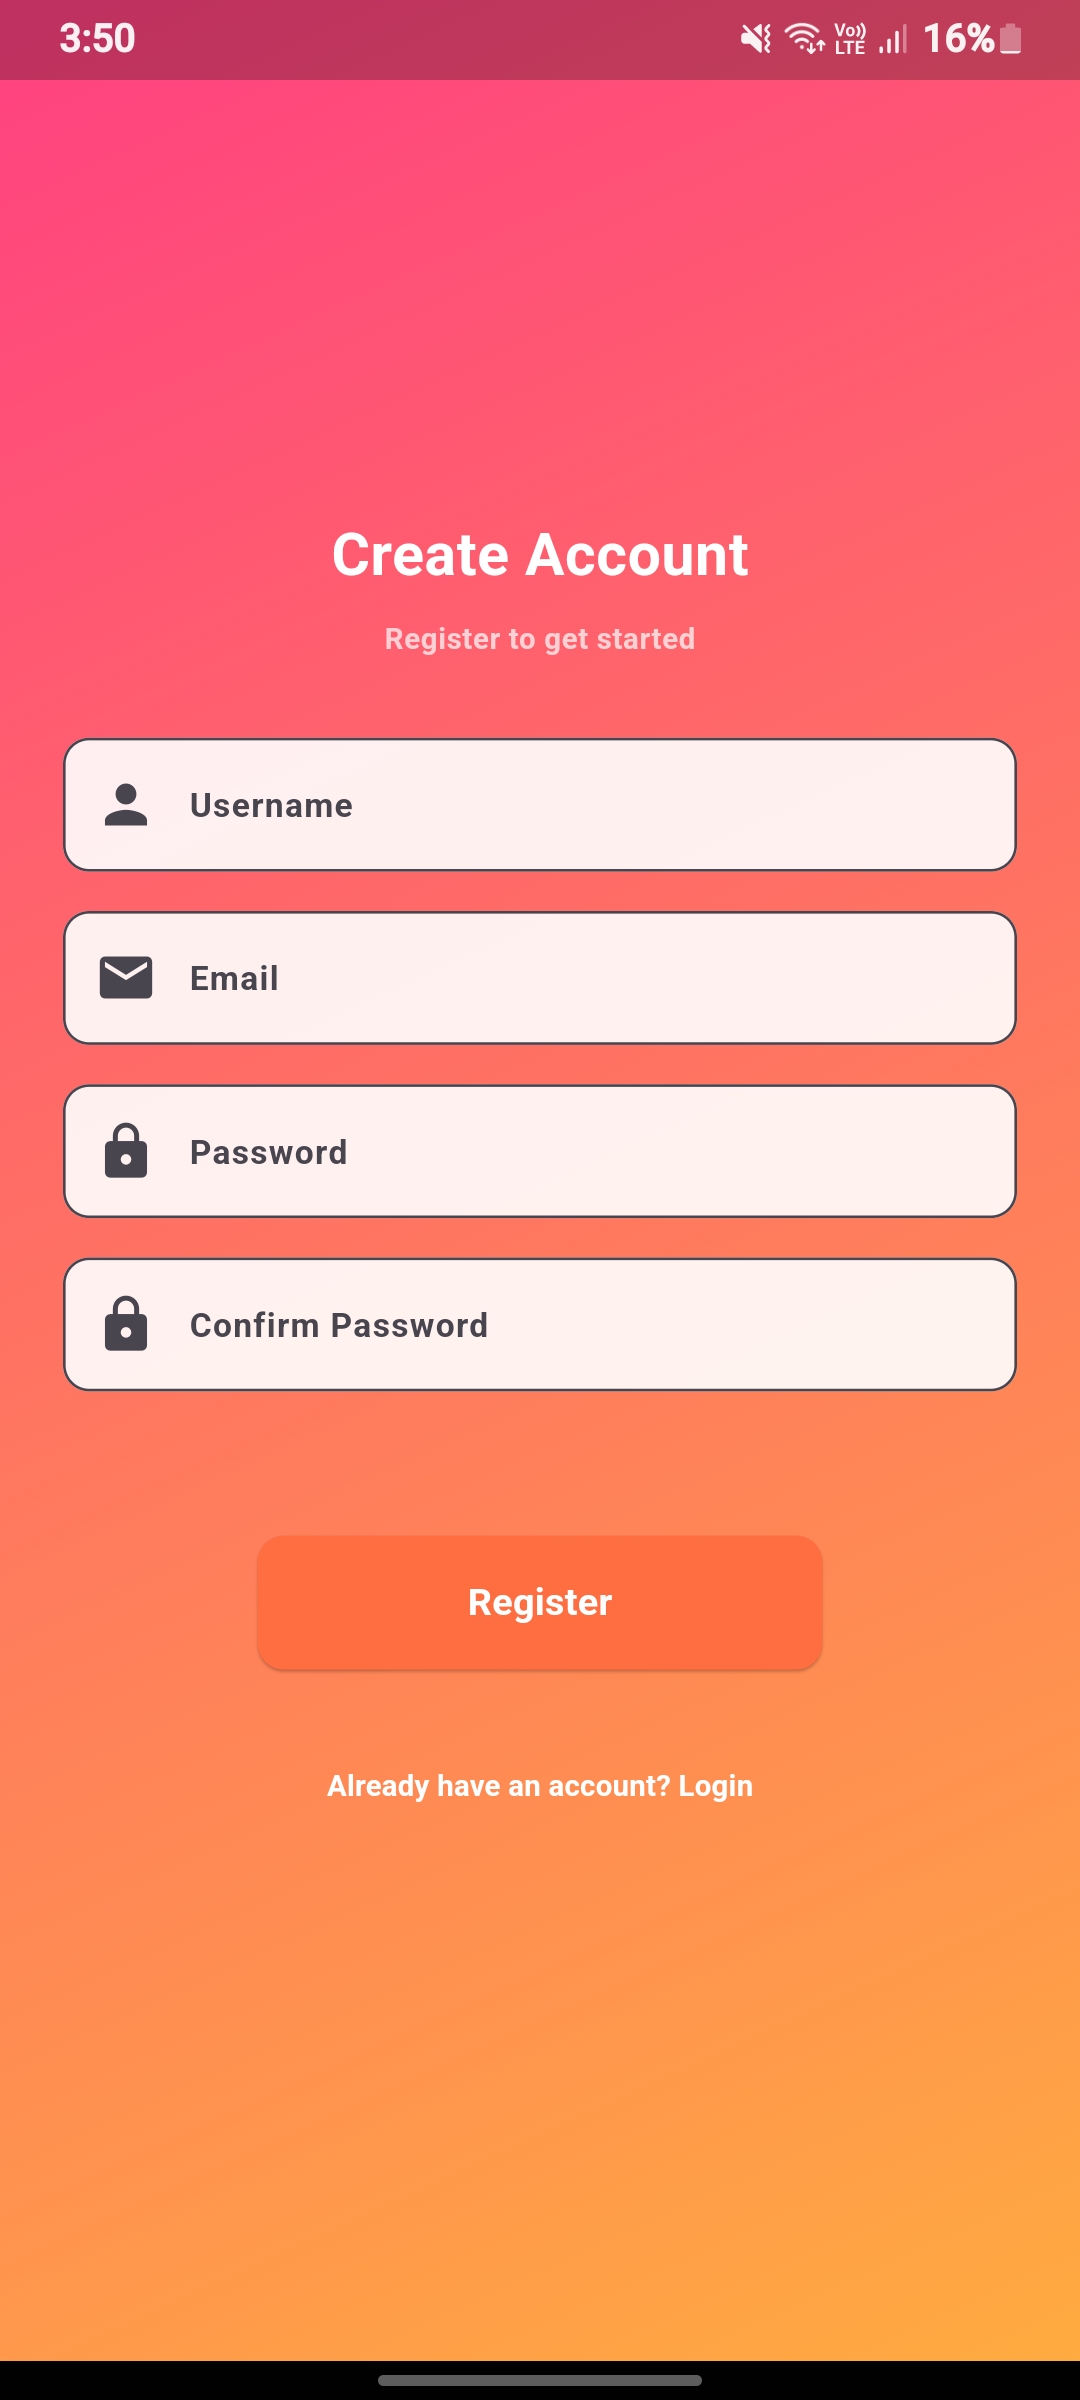 3:50 Vo)) LTE 16%
Create Account
Register to get started
Username
Email
Password
Confirm Password
Register
Already have an account? Login